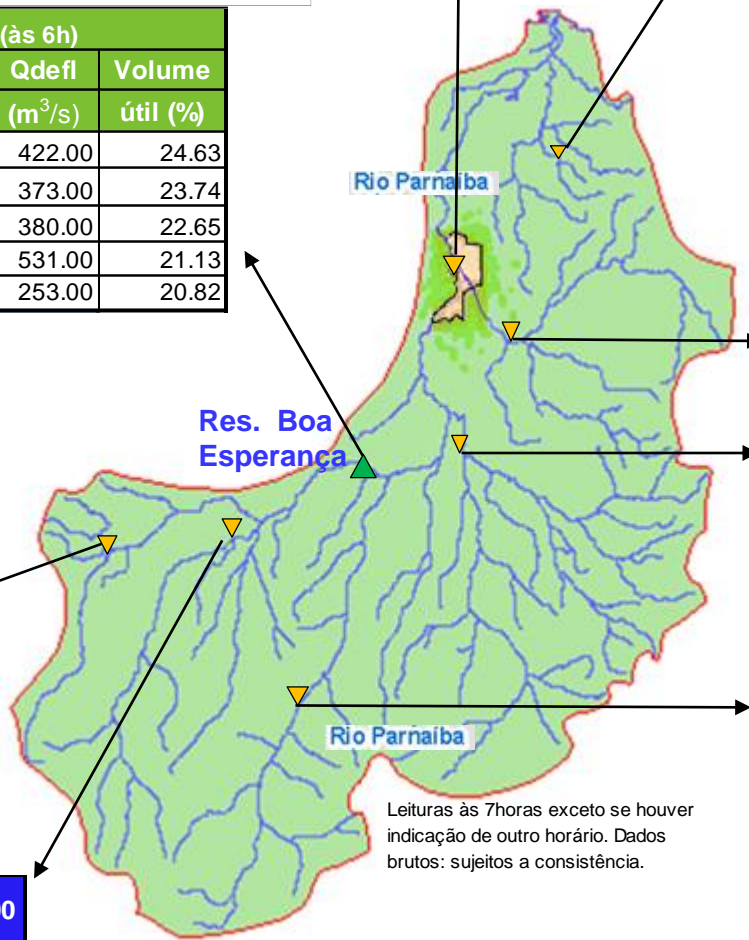 (às 6h)
Qdefl Volume
(m³/s) útil (%)
422.00 24.63
373.00 23.74
380.00 22.65
531.00 21.13
253.00 20.82
Rio Parnaíba
Res. Boa
Esperança
Rio Parnaíba
Leituras às 7horas exceto se houver
indicação de outro horário. Dados
brutos: sujeitos a consistência.